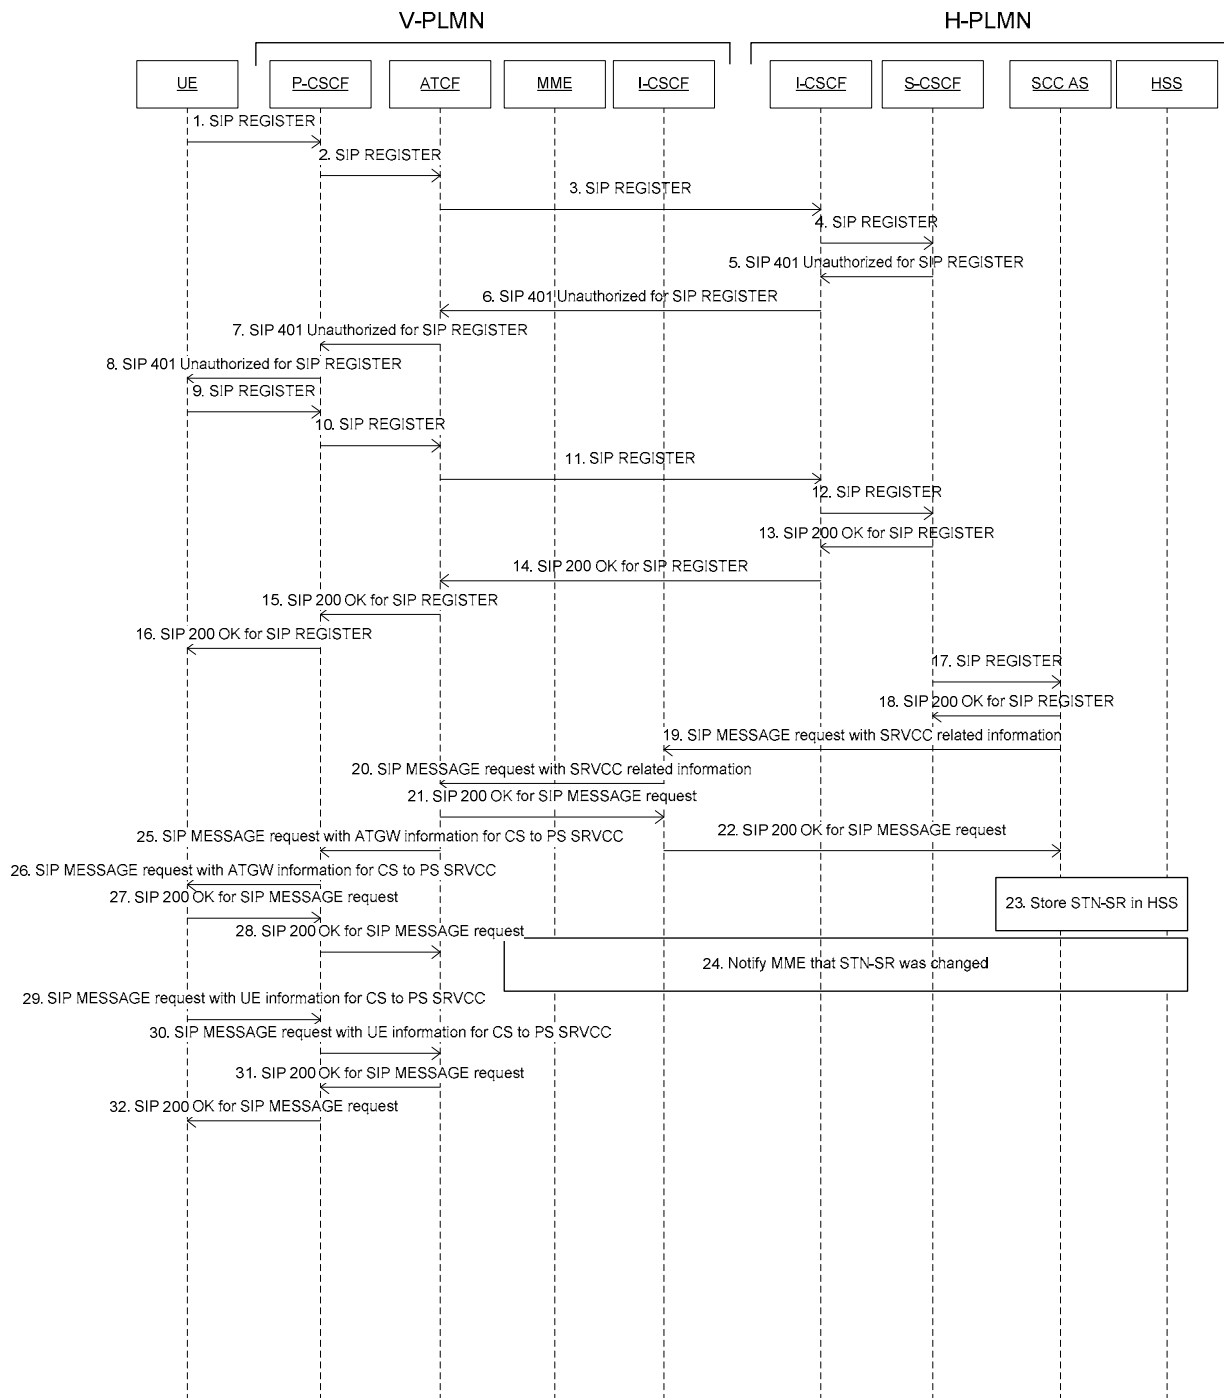 V-PLMN
H-PLMN
UE
P-CSCF
ATCF
MME
I-CSCF
I-CSCF
S-CSCF
SCC AS
HSS
1. SIP REGISTER
2. SIP REGISTER
3. SIP REGISTER
4. SIP REGISTER
5. SIP 401 Unauthorized for SIP REGISTER
6. SIP 401 Unauthorized for SIP REGISTER
7. SIP 401 Unauthorized for SIP REGISTER
8. SIP 401 Unauthorized for SIP REGISTER
9. SIP REGISTER
10. SIP REGISTER
11. SIP REGISTER
12. SIP REGISTER
13. SIP 200 OK for SIP REGISTER
14. SIP 200 OK for SIP REGISTER
15. SIP 200 OK for SIP REGISTER
16. SIP 200 OK for SIP REGISTER
17. SIP REGISTER
18. SIP 200 OK for SIP REGISTER
19. SIP MESSAGE request with SRVCC related information
20. SIP MESSAGE request with SRVCC related information
21. SIP 200 OK for SIP MESSAGE request
22. SIP 200 OK for SIP MESSAGE request
25. SIP MESSAGE request with ATGW information for CS to PS SRVCC
26. SIP MESSAGE request with ATGW information for CS to PS SRVCC
23. Store STN-SR in HSS
27. SIP 200 OK for SIP MESSAGE request
28. SIP 200 OK for SIP MESSAGE request
24. Notify MME that STN-SR was changed
29. SIP MESSAGE request with UE information for CS to PS SRVCC
30. SIP MESSAGE request with UE information for CS to PS SRVCC
31. SIP 200 OK for SIP MESSAGE request
32. SIP 200 OK for SIP MESSAGE request